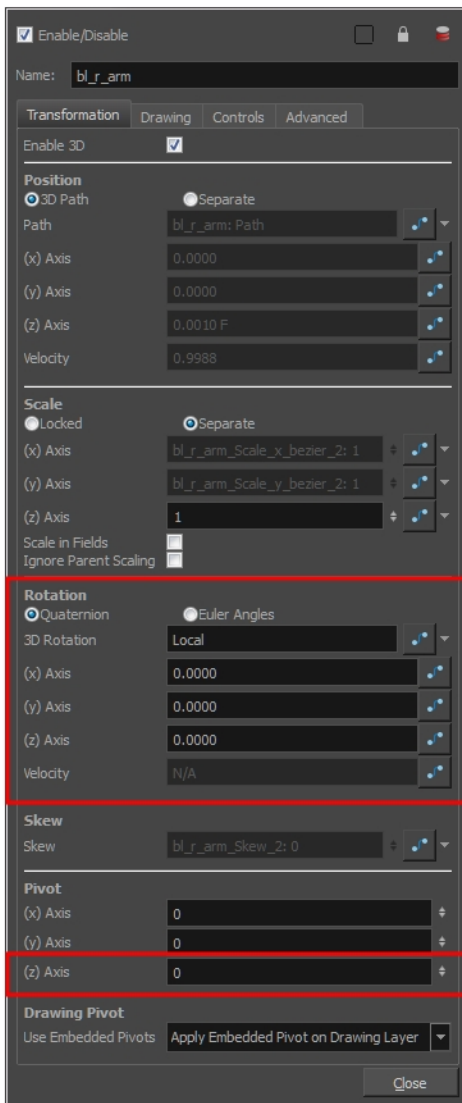 Enable/Disable
Name: bl_r_arm
Transformation Drawing Controls Advanced
Enable 3D
Position
3D Path Separate
Path bl_r_arm: Path
(x) Axis 0.0000
(y) Axis 0.0000
(z) Axis 0.0010 F
Velocity 0.9988
Scale
Locked Separate
(x) Axis bl_r_arm_Scale_x_bezier_2: 1
(y) Axis bl_r_arm_Scale_y_bezier_2: 1
(z) Axis 1
Scale in Fields
Ignore Parent Scaling
Rotation
Quaternion Euler Angles
3D Rotation Local
(x) Axis 0.0000
(y) Axis 0.0000
(z) Axis 0.0000
Velocity N/A
Skew
Skew bl_r_arm_Skew_2: 0
Pivot
(x) Axis 0
(y) Axis 0
(z) Axis 0
Drawing Pivot
Use Embedded Pivots Apply Embedded Pivot on Drawing Layer
Close